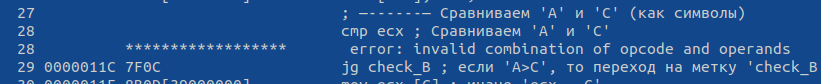 27 ; —------— Сравниваем 'A' и 'C' (как символы)
28 cmp ecx ; Сравниваем 'A' и 'C'
28 ****************** error: invalid combination of opcode and operands
29 0000011C 7F0C jg check_B ; если 'A>C', то переход на метку 'check_B